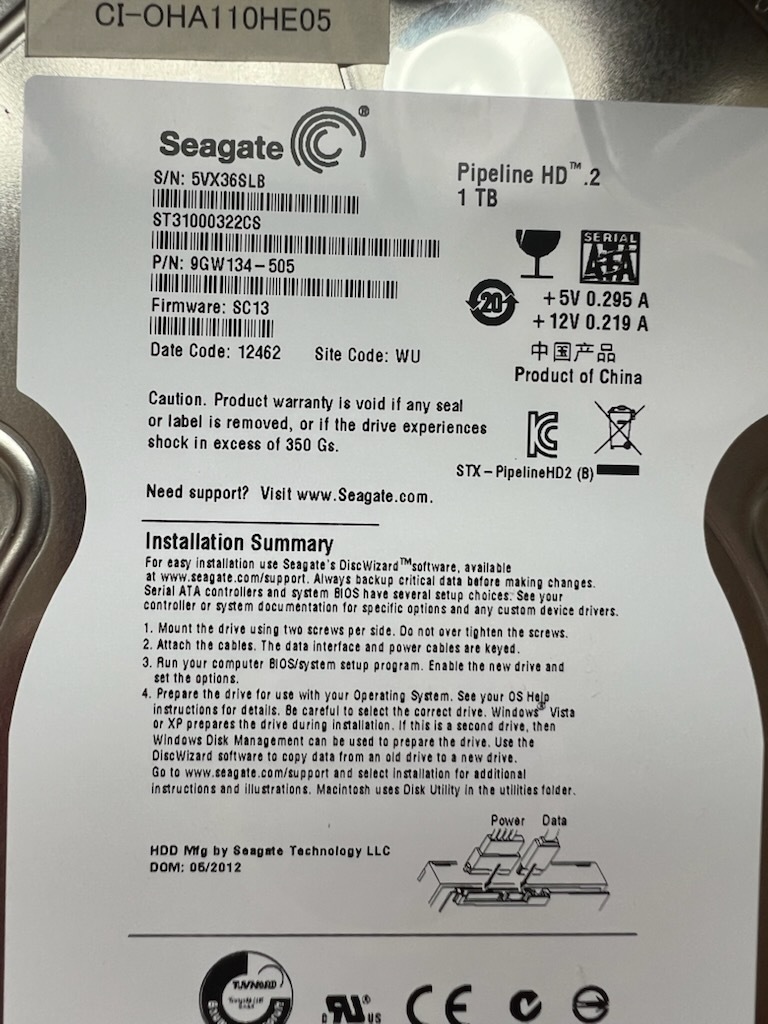 CI-OHA110HE05
Seagate®
S/N: 5VX36SLB
ST31000322CS
P/N: 9GW134-505
Firmware: SC13
Date Code: 12462 Site Code: WU
Pipeline HD™.2
1 TB
SERIAL
ATA
20
+5V 0.295 A
+12V 0.219 A
中国产品
Product of China
Caution. Product warranty is void if any seal
or label is removed, or if the drive experiences
shock in excess of 350 Gs.
STX-PipelineHD2 (B)
Need support? Visit www.Seagate.com.
Installation Summary
For easy installation use Seagate's DiscWizard™software, available
at www.seagate.com/support. Always backup critical data before making changes.
Serial ATA controllers and system BIOS have several setup choices. See your
controller or system documentation for specific options and any custom device drivers.
1. Mount the drive using two screws per side. Do not over tighten the screws.
2. Attach the cables. The data interface and power cables are keyed.
3. Run your computer BIOS/system setup program. Enable the new drive and
set the options.
4. Prepare the drive for use with your Operating System. See your OS Help
instructions for details. Be careful to select the correct drive. Windows® Vista
or XP prepares the drive during installation. If this is a second drive, then
Windows Disk Management can be used to prepare the drive. Use the
DiscWizard software to copy data from an old drive to a new drive.
Go to www.seagate.com/support and select installation for additional
instructions and illustrations. Macintosh uses Disk Utility in the utilities folder.
Power Data
HDD Mfg by Seagate Technology LLC
DOM: 05/2012
TUVNORD
RU® US
CE